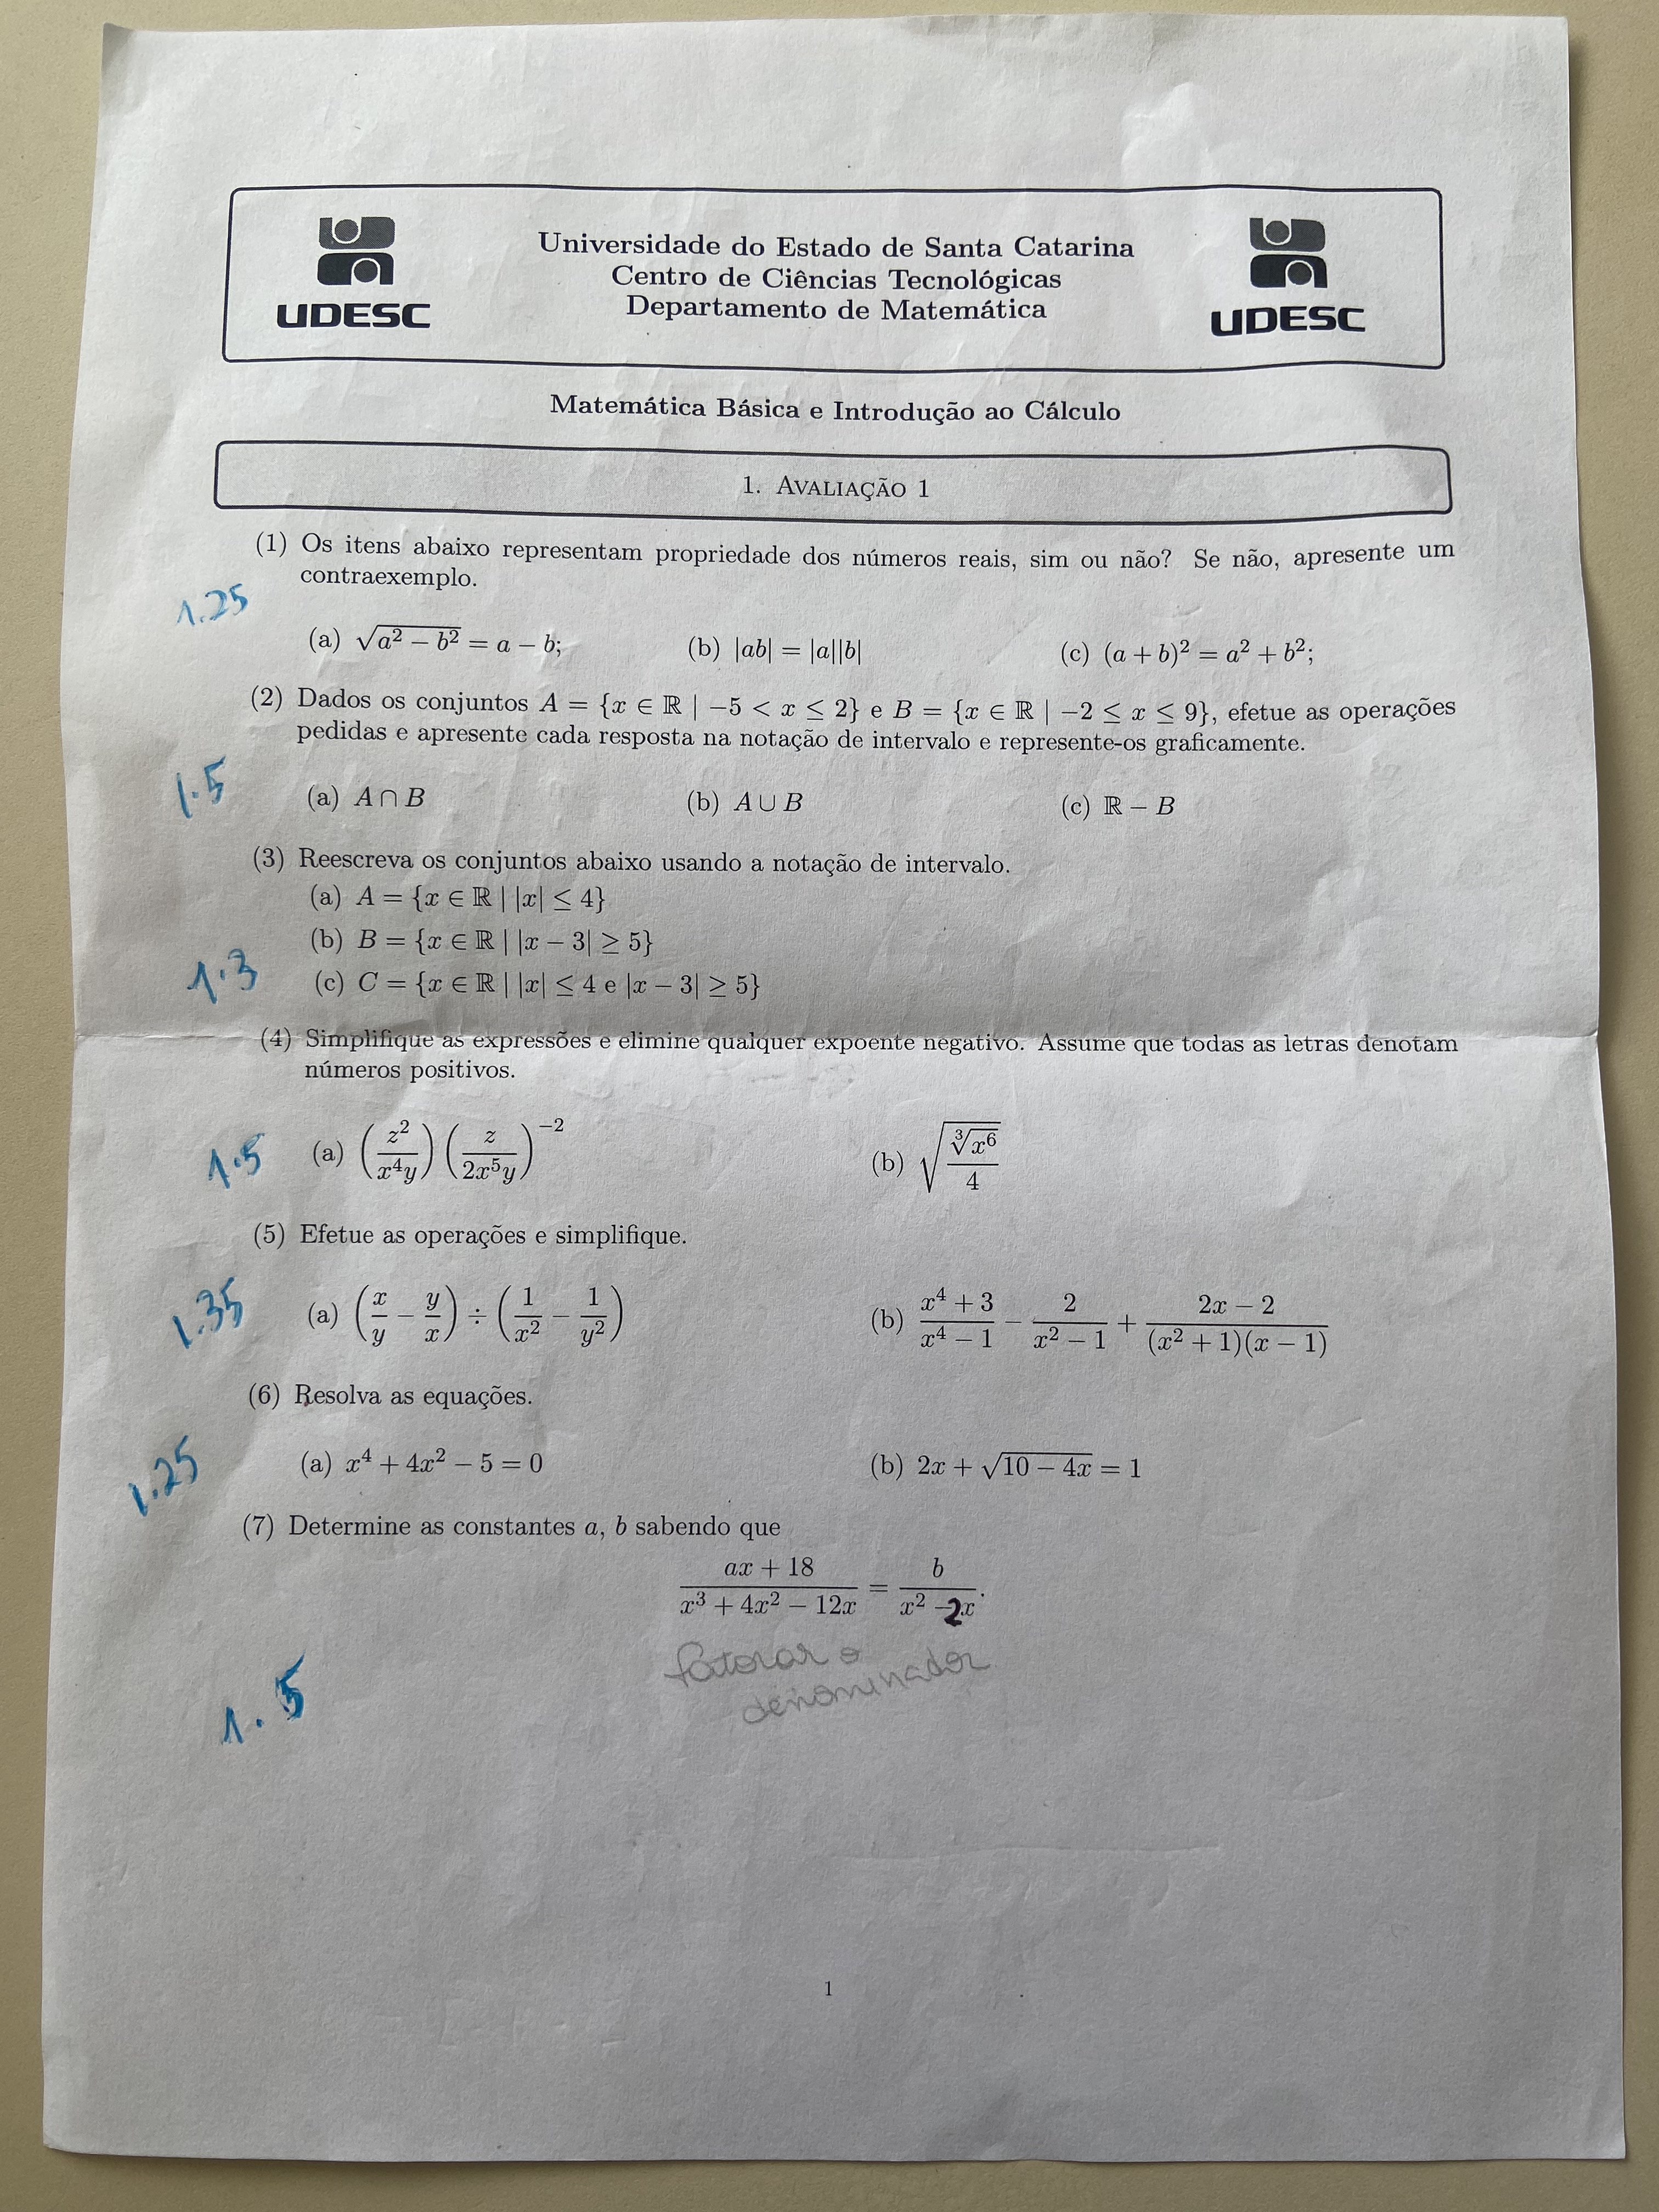 UDESC
Universidade do Estado de Santa Catarina
Centro de Ciências Tecnológicas
Departamento de Matemática
UDESC
Matemática Básica e Introdução ao Cálculo
1. Avaliação 1
(1) Os itens abaixo representam propriedade dos números reais, sim ou não? Se não, apresente um
contraexemplo.
1.25
(a) √(a² − b²) = a − b; (b) |ab| = |a||b| (c) (a + b)² = a² + b²;
(2) Dados os conjuntos A = {x ∈ ℝ | −5 < x ≤ 2} e B = {x ∈ ℝ | −2 ≤ x ≤ 9}, efetue as operações
pedidas e apresente cada resposta na notação de intervalo e represente-os graficamente.
1.5
(a) A ∩ B (b) A ∪ B (c) ℝ − B
(3) Reescreva os conjuntos abaixo usando a notação de intervalo.
(a) A = {x ∈ ℝ | |x| ≤ 4}
(b) B = {x ∈ ℝ | |x − 3| ≥ 5}
1.3
(c) C = {x ∈ ℝ | |x| ≤ 4 e |x − 3| ≥ 5}
(4) Simplifique as expressões e elimine qualquer expoente negativo. Assume que todas as letras denotam
números positivos.
1.5
(a) (z²/x⁴y) (z/2x⁵y)⁻² (b) √(∛x⁶/4)
(5) Efetue as operações e simplifique.
1.35
(a) (x/y − y/x) ÷ (1/x² − 1/y²) (b) (x⁴ + 3)/(x⁴ − 1) − 2/(x² − 1) + (2x − 2)/((x² + 1)(x − 1))
(6) Resolva as equações.
1.25
(a) x⁴ + 4x² − 5 = 0 (b) 2x + √(10 − 4x) = 1
(7) Determine as constantes a, b sabendo que
(ax + 18)/(x³ + 4x² − 12x) = b/(x² − 2x).
fatorar o
denominador
1.5
1